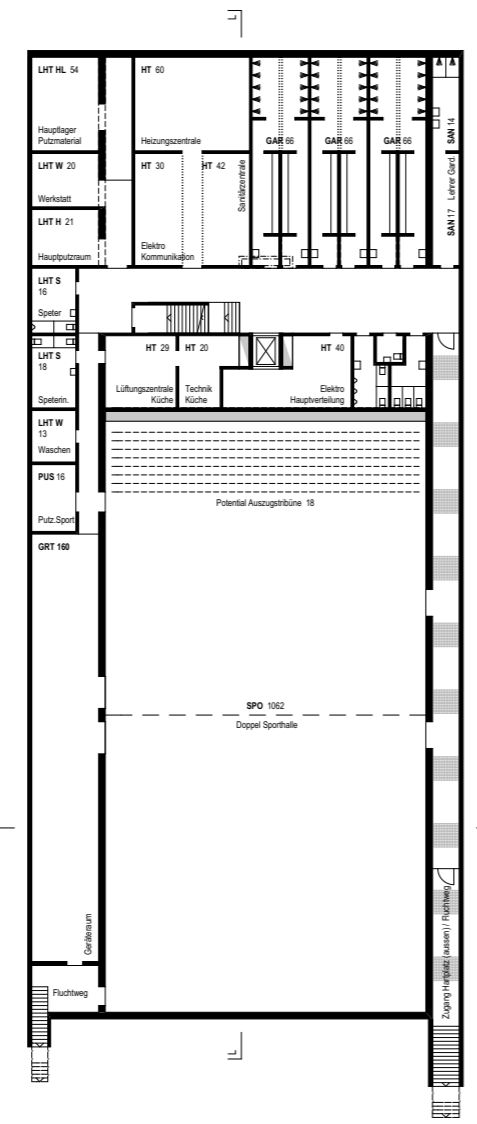 LHT HL 54
Hauptlager
Putzmaterial
HT 60
Heizungszentrale
GAR 66
GAR 66
GAR 66
SAN 14
LHT W 20
Werkstatt
HT 30
HT 42
Sanitärzentrale
SAN 17 Lehrer Gard.
LHT H 21
Hauptputzraum
Elektro
Kommunikation
LHT S
16
Speter
LHT S
18
Speterin.
HT 29
Lüftungszentrale
Küche
HT 20
Technik
Küche
HT 40
Elektro
Hauptverteilung
LHT W
13
Waschen
PUS 16
Putz.Sport
Potential Auszugstribüne 18
GRT 160
SPO 1062
Doppel Sporthalle
Geräteraum
Fluchtweg
Zugang Hartplatz (aussen) / Fluchtweg